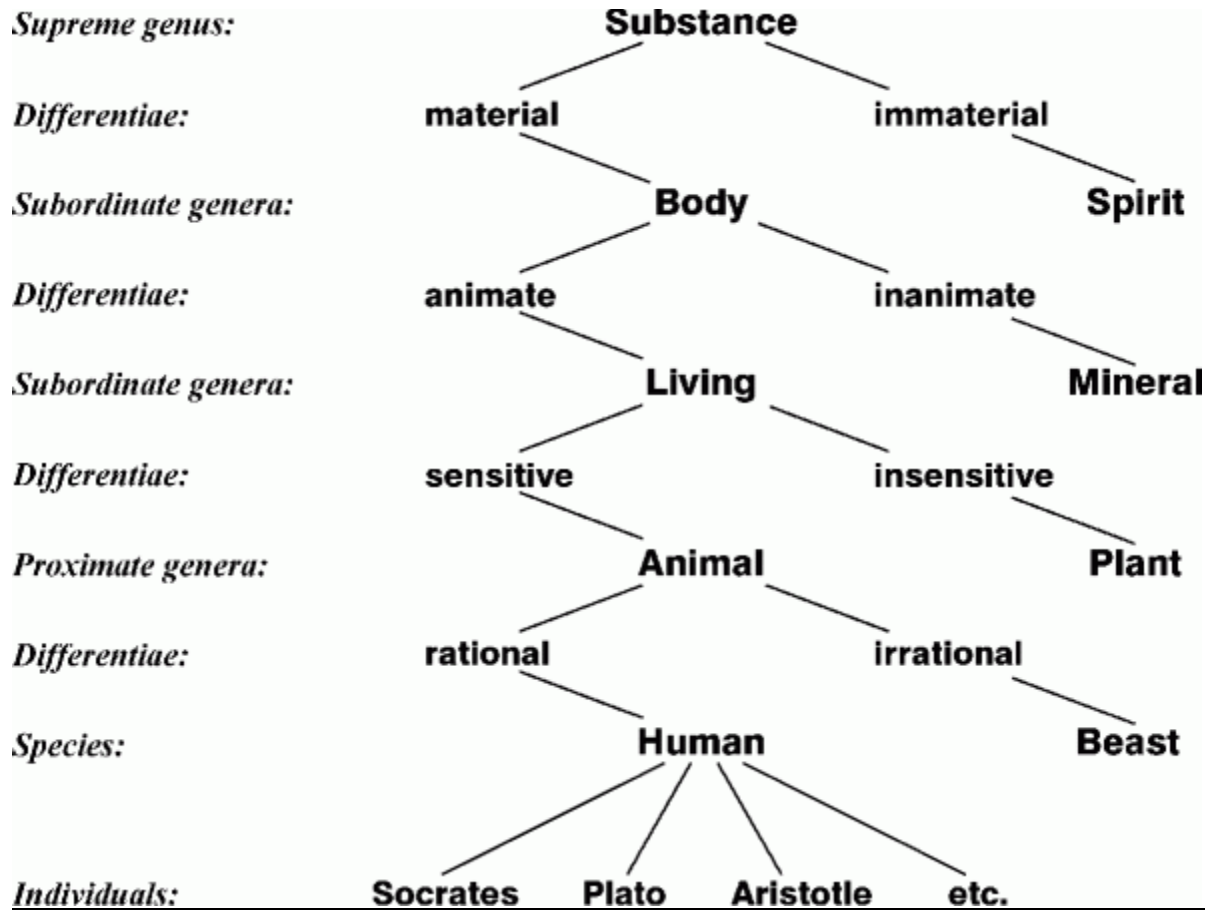 Supreme genus: Substance
Differentiae: material immaterial
Subordinate genera: Body Spirit
Differentiae: animate inanimate
Subordinate genera: Living Mineral
Differentiae: sensitive insensitive
Proximate genera: Animal Plant
Differentiae: rational irrational
Species: Human Beast
Individuals: Socrates Plato Aristotle etc.